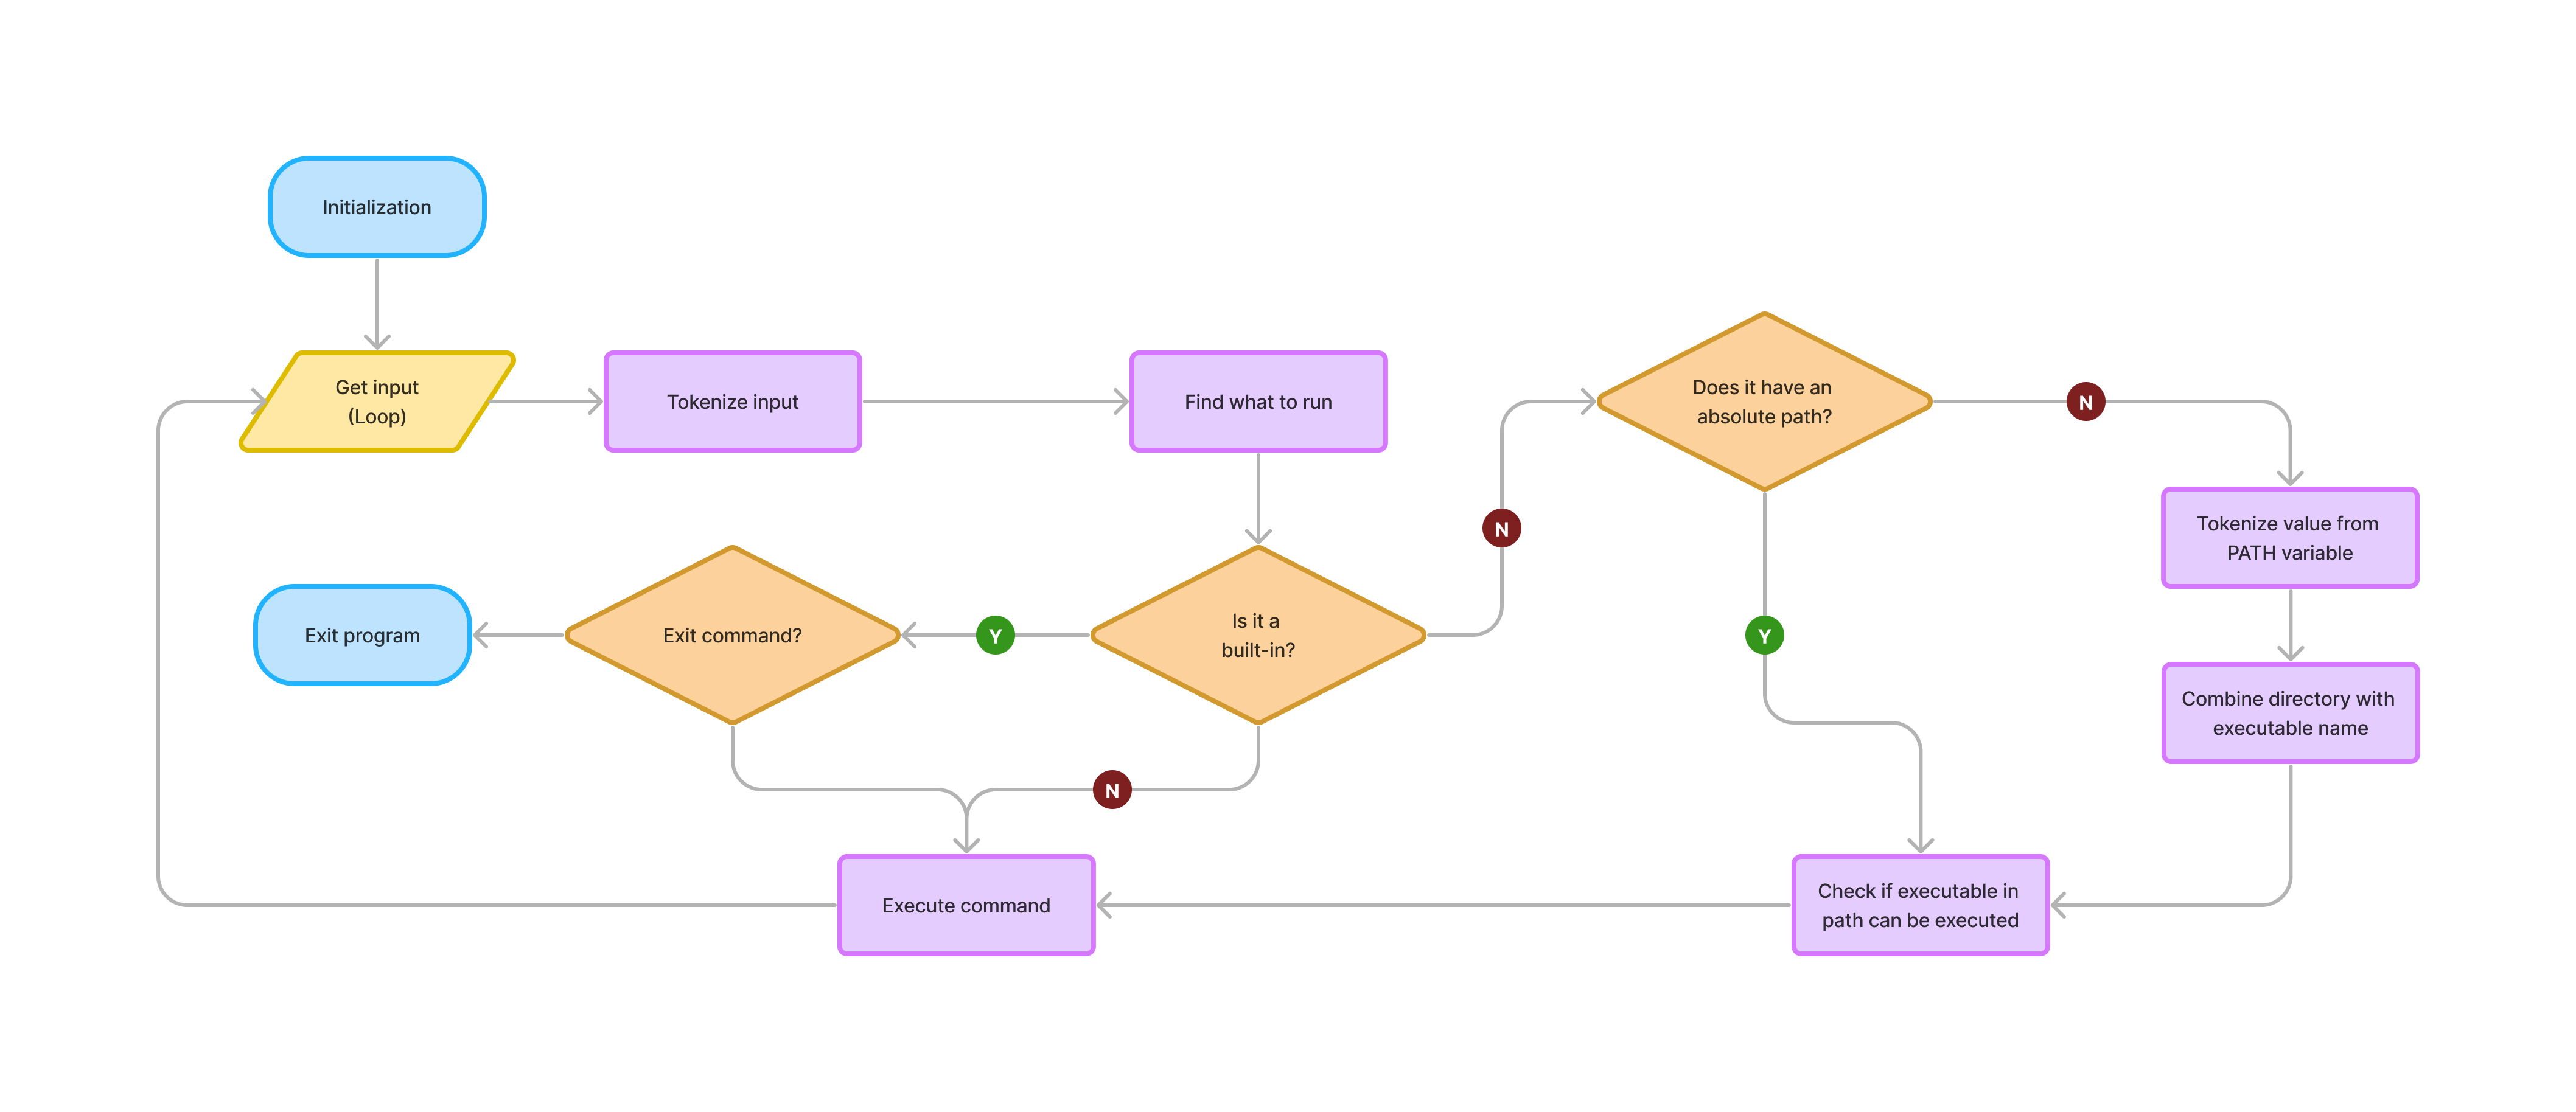 Initialization
Get input
(Loop)
Tokenize input
Find what to run
Does it have an
absolute path?
N
Tokenize value from
PATH variable
N
Exit program
Exit command?
Y
Is it a
built-in?
Y
Combine directory with
executable name
N
Execute command
Check if executable in
path can be executed